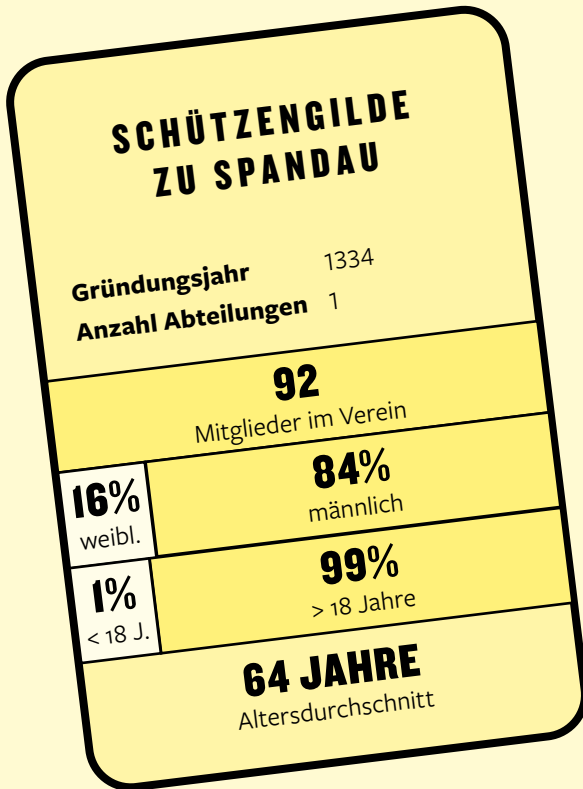 SCHÜTZENGILDE
ZU SPANDAU
Gründungsjahr 1334
Anzahl Abteilungen 1
92
Mitglieder im Verein
16% 84%
weibl. männlich
1% 99%
< 18 J. > 18 Jahre
64 JAHRE
Altersdurchschnitt